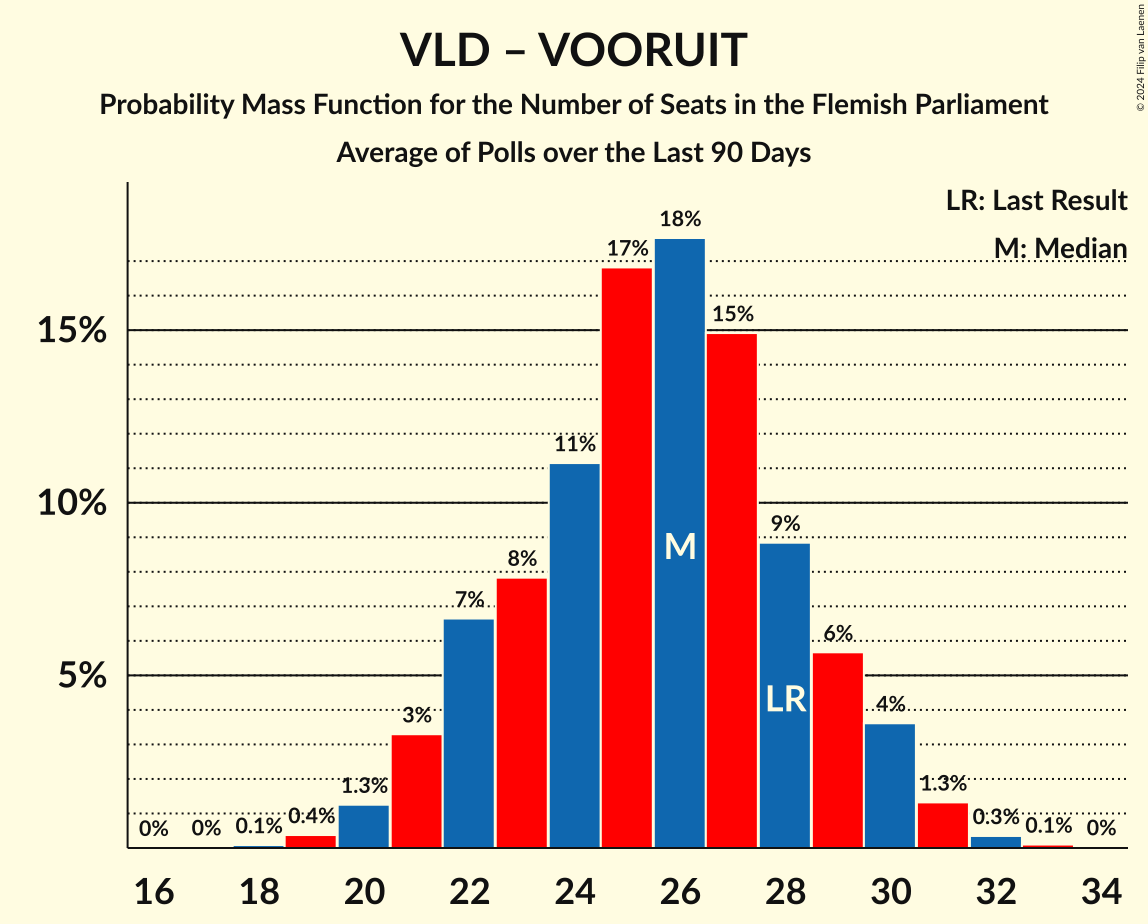 VLD – VOORUIT
Probability Mass Function for the Number of Seats in the Flemish Parliament
Average of Polls over the Last 90 Days
© 2024 Filip van Laenen
LR: Last Result
M: Median
15%
10%
5%
0%
0%
0.1%
0.4%
1.3%
3%
7%
8%
11%
17%
18%
15%
9%
6%
4%
1.3%
0.3%
0.1%
0%
M
LR
16 18 20 22 24 26 28 30 32 34